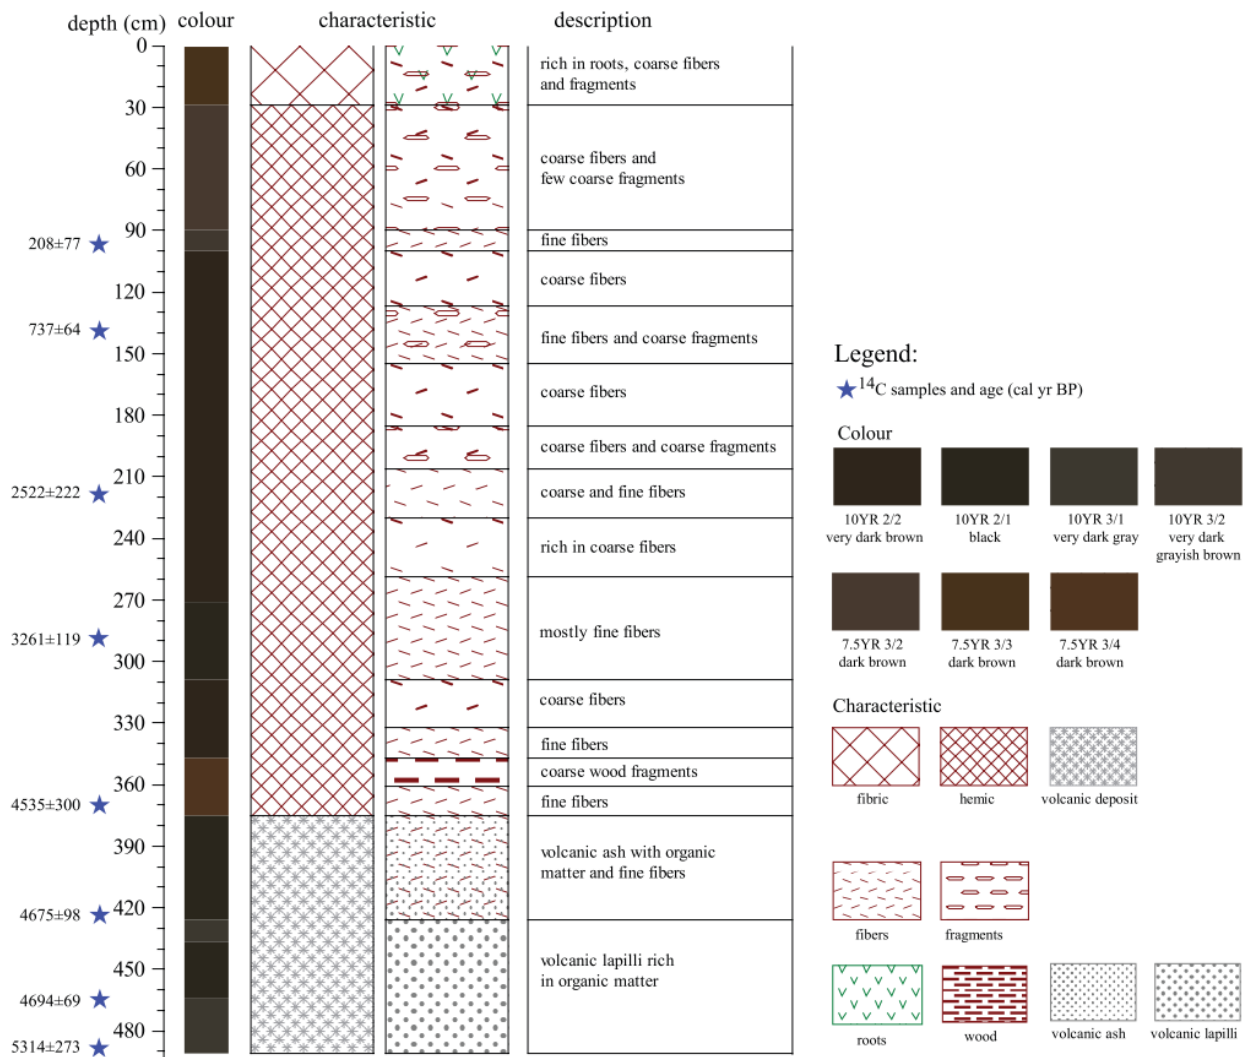 depth (cm) colour characteristic description
0
rich in roots, coarse fibers
and fragments
30
coarse fibers and
few coarse fragments
60
90
208±77
fine fibers
coarse fibers
120
737±64
fine fibers and coarse fragments
150
coarse fibers
180
coarse fibers and coarse fragments
210
2522±222
coarse and fine fibers
240
rich in coarse fibers
270
mostly fine fibers
3261±119
300
coarse fibers
330
fine fibers
coarse wood fragments
360
4535±300
fine fibers
390
volcanic ash with organic
matter and fine fibers
420
4675±98
450
volcanic lapilli rich
in organic matter
4694±69
480
5314±273
Legend:
14C samples and age (cal yr BP)
Colour
10YR 2/2
very dark brown
10YR 2/1
black
10YR 3/1
very dark gray
10YR 3/2
very dark
grayish brown
7.5YR 3/2
dark brown
7.5YR 3/3
dark brown
7.5YR 3/4
dark brown
Characteristic
fibric
hemic
volcanic deposit
fibers
fragments
roots
wood
volcanic ash
volcanic lapilli